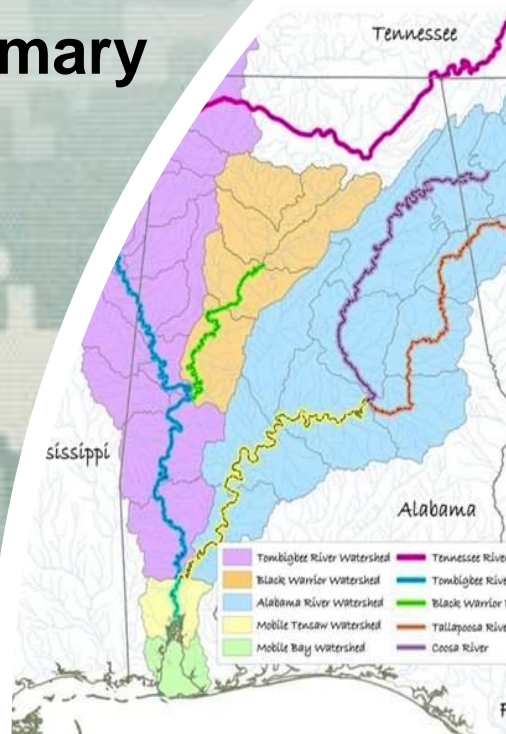 mary
Tennessee
sissippi
Alabama
Tombigbee River Watershed
Tennessee Rive
Black Warrior Watershed
Tombigbee Rive
Alabama River Watershed
Black Warrior
Mobile Tensaw Watershed
Tallapoosa Rive
Mobile Bay Watershed
Coosa River
F